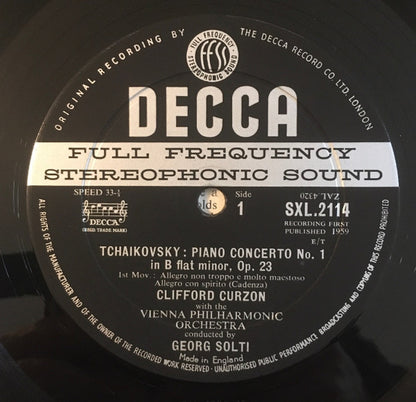 ORIGINAL RECORDING BY
THE DECCA RECORD CO. LTD. LONDON
FULL FREQUENCY
ffss
STEREOPHONIC SOUND
DECCA
FULL FREQUENCY
STEREOPHONIC SOUND
SPEED 33⅓
DECCA
(REGD. TRADE MARK)
Side
1
ZAL 4320
SXL.2114
RECORDING FIRST
PUBLISHED 1959
E/T
TCHAIKOVSKY: PIANO CONCERTO No. 1
in B flat minor, Op. 23
1st Mov.: Allegro non troppo e molto maestoso
Allegro con spirito (Cadenza)
CLIFFORD CURZON
with the
VIENNA PHILHARMONIC
ORCHESTRA
conducted by
GEORG SOLTI
Made in England
ALL RIGHTS OF THE MANUFACTURER AND OF THE OWNER OF THE RECORDED WORK RESERVED · UNAUTHORISED PUBLIC PERFORMANCE BROADCASTING AND COPYING OF THIS RECORD PROHIBITED